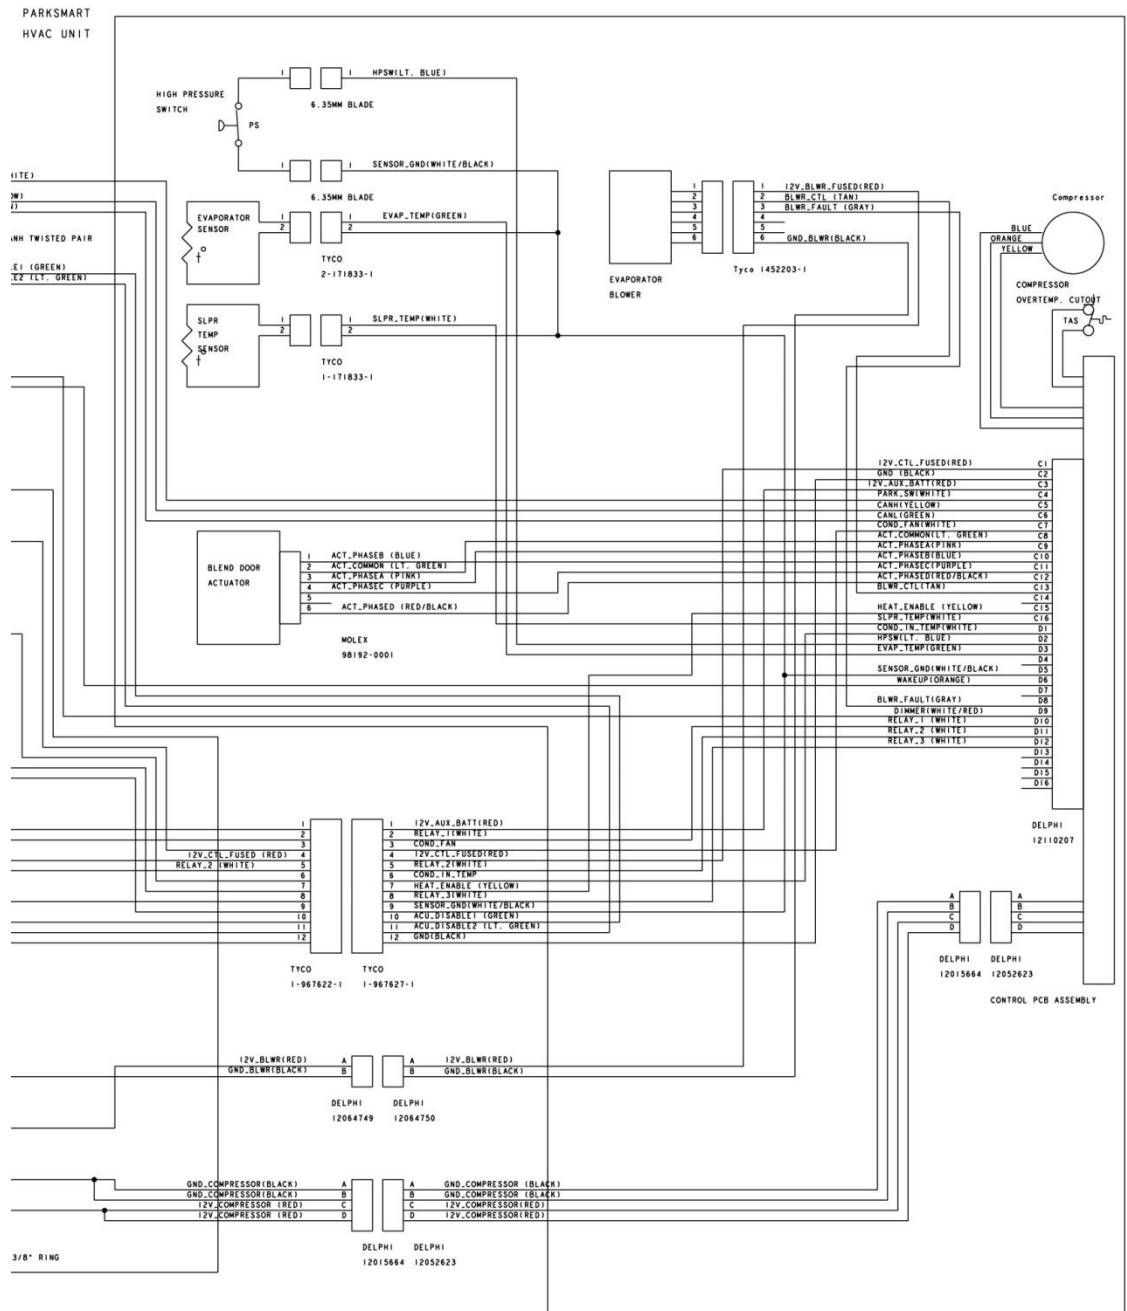 PARKSMART
HVAC UNIT
HIGH PRESSURE
SWITCH
PS
1
1
HPSW(LT. BLUE)
6.35MM BLADE
1
1
SENSOR_GND(WHITE/BLACK)
6.35MM BLADE
EVAPORATOR
SENSOR
1
2
1
2
EVAP_TEMP(GREEN)
TYCO
2-171833-1
SLPR
TEMP
SENSOR
1
2
1
2
SLPR_TEMP(WHITE)
TYCO
1-171833-1
ANH TWISTED PAIR
LE1 (GREEN)
LE2 (LT. GREEN)
EVAPORATOR
BLOWER
1
2
3
4
5
6
1
2
3
4
5
6
12V_BLWR_FUSED(RED)
BLWR_CTL (TAN)
BLWR_FAULT (GRAY)
GND_BLWR(BLACK)
Tyco 1452203-1
Compressor
BLUE
ORANGE
YELLOW
COMPRESSOR
OVERTEMP. CUTOUT
TAS
12V_CTL_FUSED(RED) C1
GND (BLACK) C2
12V_AUX_BATT(RED) C3
PARK_SW(WHITE) C4
CANH(YELLOW) C5
CANL(GREEN) C6
COND_FAN(WHITE) C7
ACT_COMMON(LT. GREEN) C8
ACT_PHASEA(PINK) C9
ACT_PHASEB(BLUE) C10
ACT_PHASEC(PURPLE) C11
ACT_PHASED(RED/BLACK) C12
BLWR_CTL(TAN) C13
C14
HEAT_ENABLE (YELLOW) C15
SLPR_TEMP(WHITE) C16
COND_IN_TEMP(WHITE) D1
HPSW(LT. BLUE) D2
EVAP_TEMP(GREEN) D3
D4
SENSOR_GND(WHITE/BLACK) D5
WAKEUP(ORANGE) D6
D7
BLWR_FAULT(GRAY) D8
DIMMER(WHITE/RED) D9
RELAY_1 (WHITE) D10
RELAY_2 (WHITE) D11
RELAY_3 (WHITE) D12
D13
D14
D15
D16
DELPHI
12110207
BLEND DOOR
ACTUATOR
1 ACT_PHASEB (BLUE)
2 ACT_COMMON (LT. GREEN)
3 ACT_PHASEA (PINK)
4 ACT_PHASEC (PURPLE)
5
6 ACT_PHASED (RED/BLACK)
MOLEX
98192-0001
1
2
3
12V_CTL_FUSED (RED) 4
RELAY_2 (WHITE) 5
6
7
8
9
10
11
12
1 12V_AUX_BATT(RED)
2 RELAY_1(WHITE)
3 COND_FAN
4 12V_CTL_FUSED(RED)
5 RELAY_2(WHITE)
6 COND_IN_TEMP
7 HEAT_ENABLE (YELLOW)
8 RELAY_3(WHITE)
9 SENSOR_GND(WHITE/BLACK)
10 ACU_DISABLE1 (GREEN)
11 ACU_DISABLE2 (LT. GREEN)
12 GND(BLACK)
TYCO
1-967622-1
TYCO
1-967627-1
A
B
C
D
A
B
C
D
DELPHI
12015664
DELPHI
12052623
CONTROL PCB ASSEMBLY
12V_BLWR(RED) A
GND_BLWR(BLACK) B
A 12V_BLWR(RED)
B GND_BLWR(BLACK)
DELPHI
12064749
DELPHI
12064750
GND_COMPRESSOR(BLACK) A
GND_COMPRESSOR(BLACK) B
12V_COMPRESSOR (RED) C
12V_COMPRESSOR (RED) D
A GND_COMPRESSOR (BLACK)
B GND_COMPRESSOR (BLACK)
C 12V_COMPRESSOR(RED)
D 12V_COMPRESSOR(RED)
DELPHI
12015664
DELPHI
12052623
3/8" RING